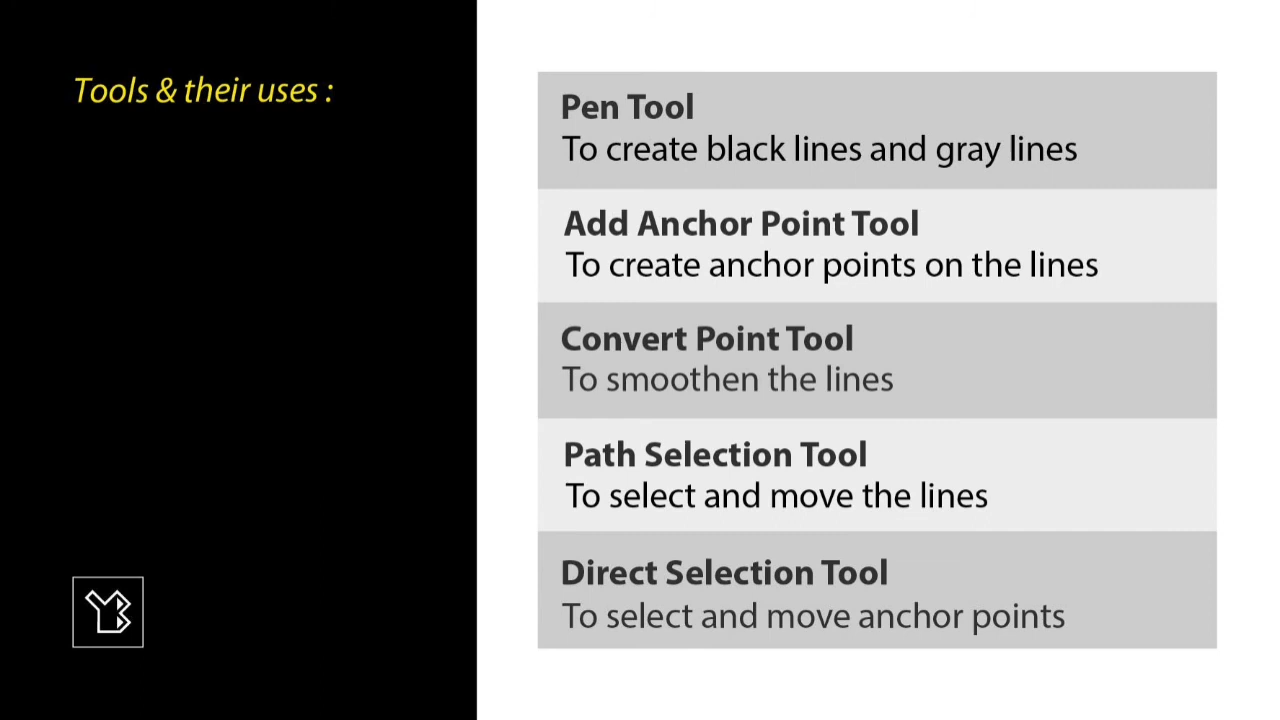 Tools & their uses :
Pen Tool
To create black lines and gray lines
Add Anchor Point Tool
To create anchor points on the lines
Convert Point Tool
To smoothen the lines
Path Selection Tool
To select and move the lines
Direct Selection Tool
To select and move anchor points